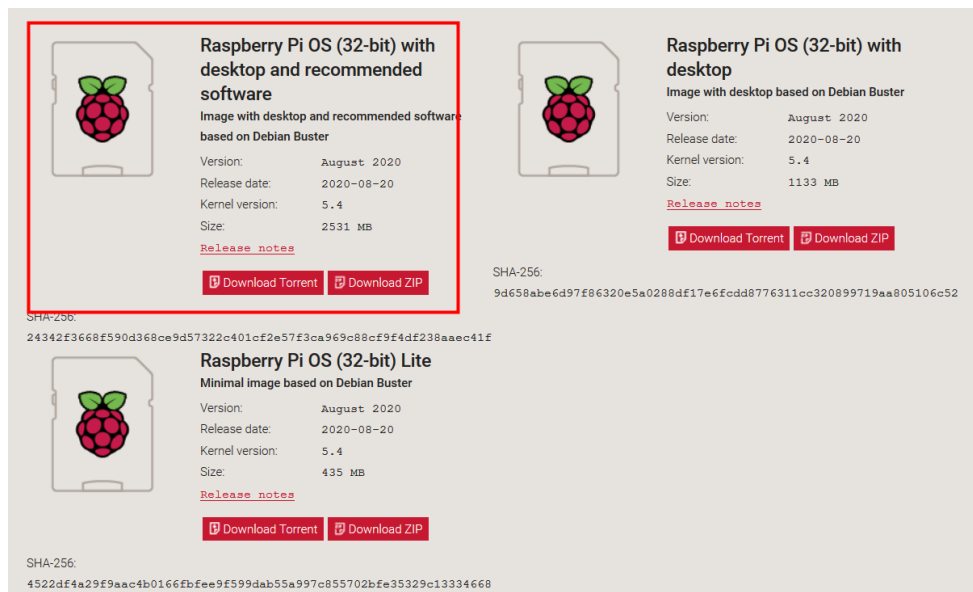 Raspberry Pi OS (32-bit) with
desktop and recommended
software
Image with desktop and recommended software
based on Debian Buster
Version: August 2020
Release date: 2020-08-20
Kernel version: 5.4
Size: 2531 MB
Release notes
Download Torrent Download ZIP
SHA-256:
24342f3668f590d368ce9d57322c401cf2e57f3ca969c88cf9f4df238aaec41f
Raspberry Pi OS (32-bit) with
desktop
Image with desktop based on Debian Buster
Version: August 2020
Release date: 2020-08-20
Kernel version: 5.4
Size: 1133 MB
Release notes
Download Torrent Download ZIP
SHA-256:
9d658abe6d97f86320e5a0288df17e6fcdd8776311cc320899719aa805106c52
Raspberry Pi OS (32-bit) Lite
Minimal image based on Debian Buster
Version: August 2020
Release date: 2020-08-20
Kernel version: 5.4
Size: 435 MB
Release notes
Download Torrent Download ZIP
SHA-256:
4522df4a29f9aac4b0166fbfee9f599dab55a997c855702bfe35329c13334668